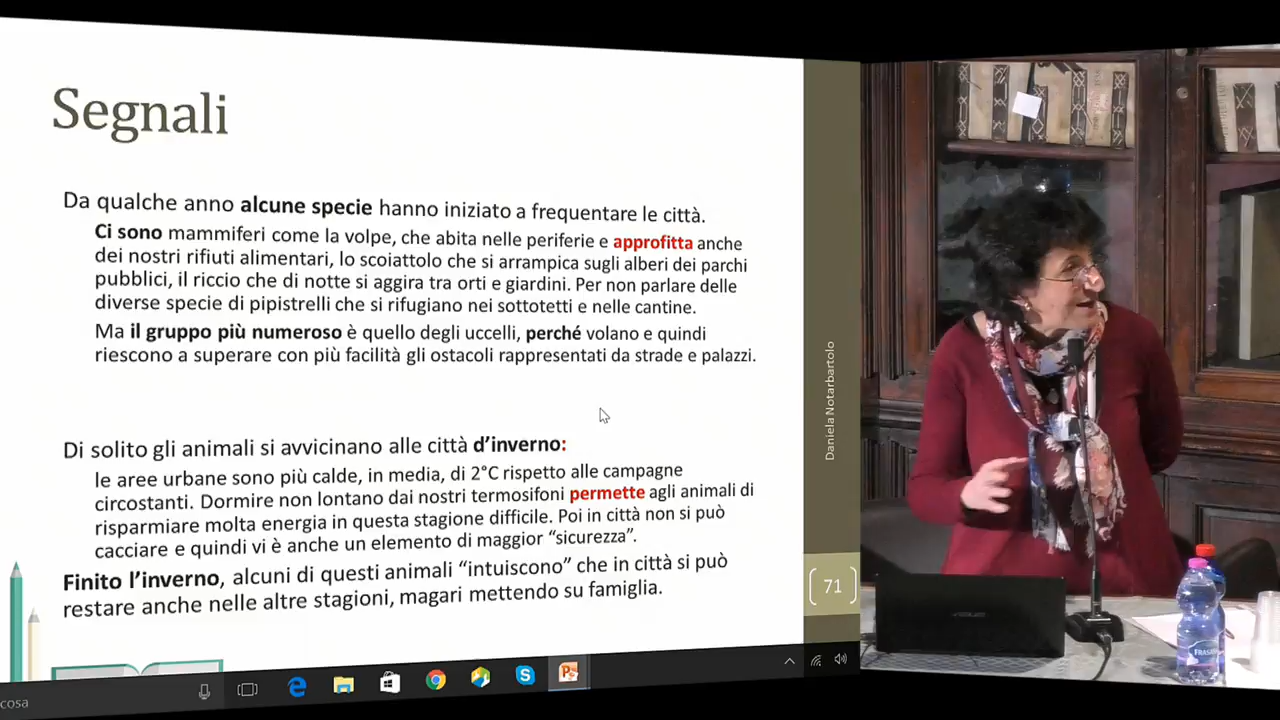 Segnali
Da qualche anno alcune specie hanno iniziato a frequentare le città.
Ci sono mammiferi come la volpe, che abita nelle periferie e approfitta anche
dei nostri rifiuti alimentari, lo scoiattolo che si arrampica sugli alberi dei parchi
pubblici, il riccio che di notte si aggira tra orti e giardini. Per non parlare delle
diverse specie di pipistrelli che si rifugiano nei sottotetti e nelle cantine.
Ma il gruppo più numeroso è quello degli uccelli, perché volano e quindi
riescono a superare con più facilità gli ostacoli rappresentati da strade e palazzi.
Di solito gli animali si avvicinano alle città d'inverno:
le aree urbane sono più calde, in media, di 2°C rispetto alle campagne
circostanti. Dormire non lontano dai nostri termosifoni permette agli animali di
risparmiare molta energia in questa stagione difficile. Poi in città non si può
cacciare e quindi vi è anche un elemento di maggior “sicurezza”.
Finito l'inverno, alcuni di questi animali “intuiscono” che in città si può
restare anche nelle altre stagioni, magari mettendo su famiglia.
Daniela Notarbartolo
71
cosa
ASUS